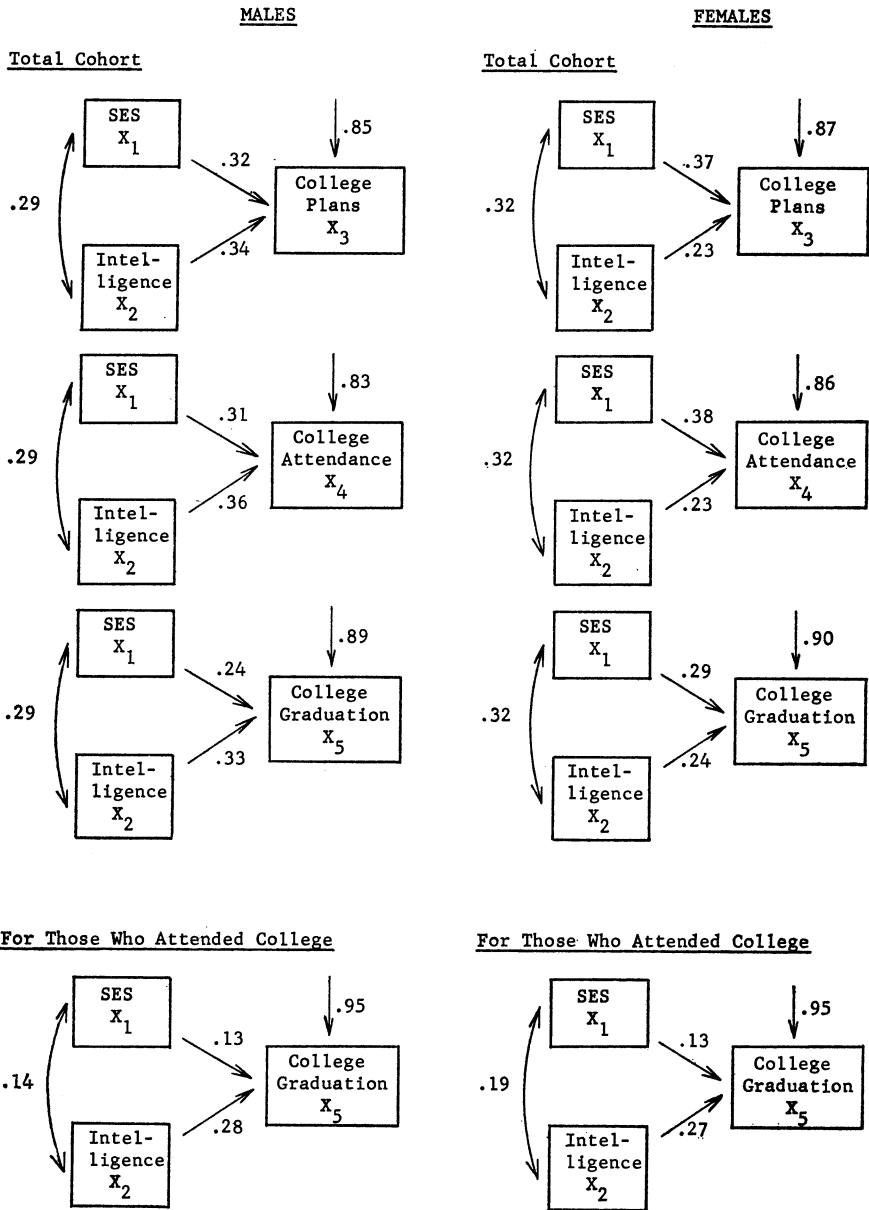 MALES
Total Cohort
SES
X1
.85
.32
.29
College
Plans
X3
.34
Intel-
ligence
X2
SES
X1
.83
.31
.29
College
Attendance
X4
.36
Intel-
ligence
X2
SES
X1
.89
.24
.29
College
Graduation
X5
.33
Intel-
ligence
X2
For Those Who Attended College
SES
X1
.95
.13
.14
College
Graduation
X5
.28
Intel-
ligence
X2
FEMALES
Total Cohort
SES
X1
.87
.37
.32
College
Plans
X3
.23
Intel-
ligence
X2
SES
X1
.86
.38
.32
College
Attendance
X4
.23
Intel-
ligence
X2
SES
X1
.90
.29
.32
College
Graduation
X5
.24
Intel-
ligence
X2
For Those Who Attended College
SES
X1
.95
.13
.19
College
Graduation
X5
.27
Intel-
ligence
X2